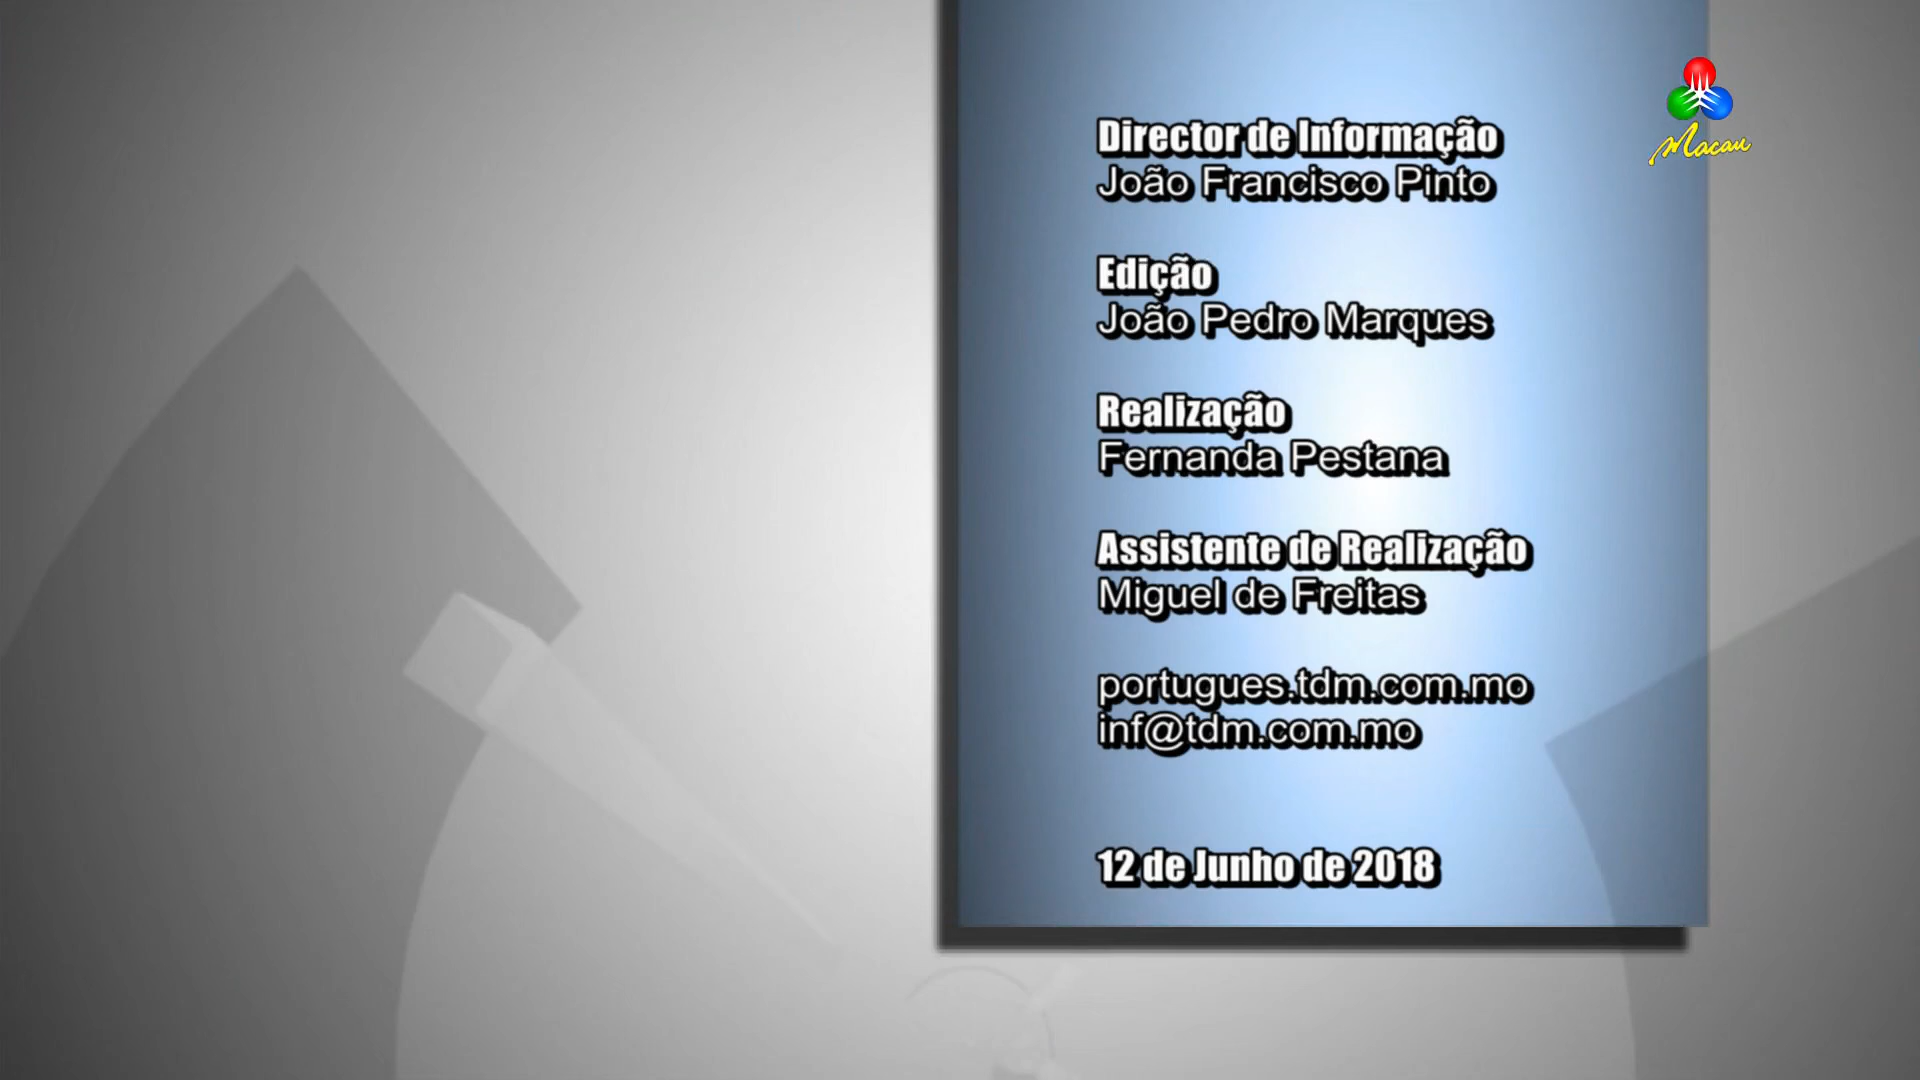 Director de Informação
João Francisco Pinto
Edição
João Pedro Marques
Realização
Fernanda Pestana
Assistente de Realização
Miguel de Freitas
portugues.tdm.com.mo
inf@tdm.com.mo
12 de Junho de 2018
Macau